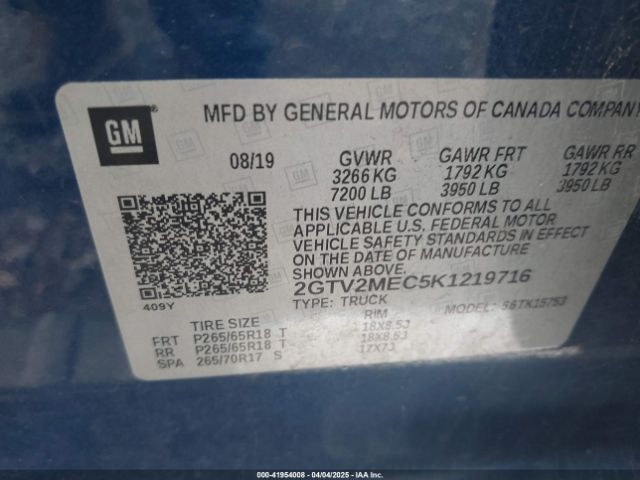 GM
MFD BY GENERAL MOTORS OF CANADA COMPANY
08/19 GVWR GAWR FRT GAWR RR
3266 KG 1792 KG 1792 KG
7200 LB 3950 LB 3950 LB
THIS VEHICLE CONFORMS TO ALL
APPLICABLE U.S. FEDERAL MOTOR
VEHICLE SAFETY STANDARDS IN EFFECT
ON THE DATE OF MANUFACTURE
SHOWN ABOVE.
2GTV2MEC5K1219716
409Y TYPE: TRUCK MODEL: S6TK15753
TIRE SIZE RIM
FRT P265/65R18 T 18X8.5J
RR P265/65R18 T 18X8.5J
SPA 265/70R17 S 17X7J
000-41954008 - 04/04/2025 - IAA Inc.